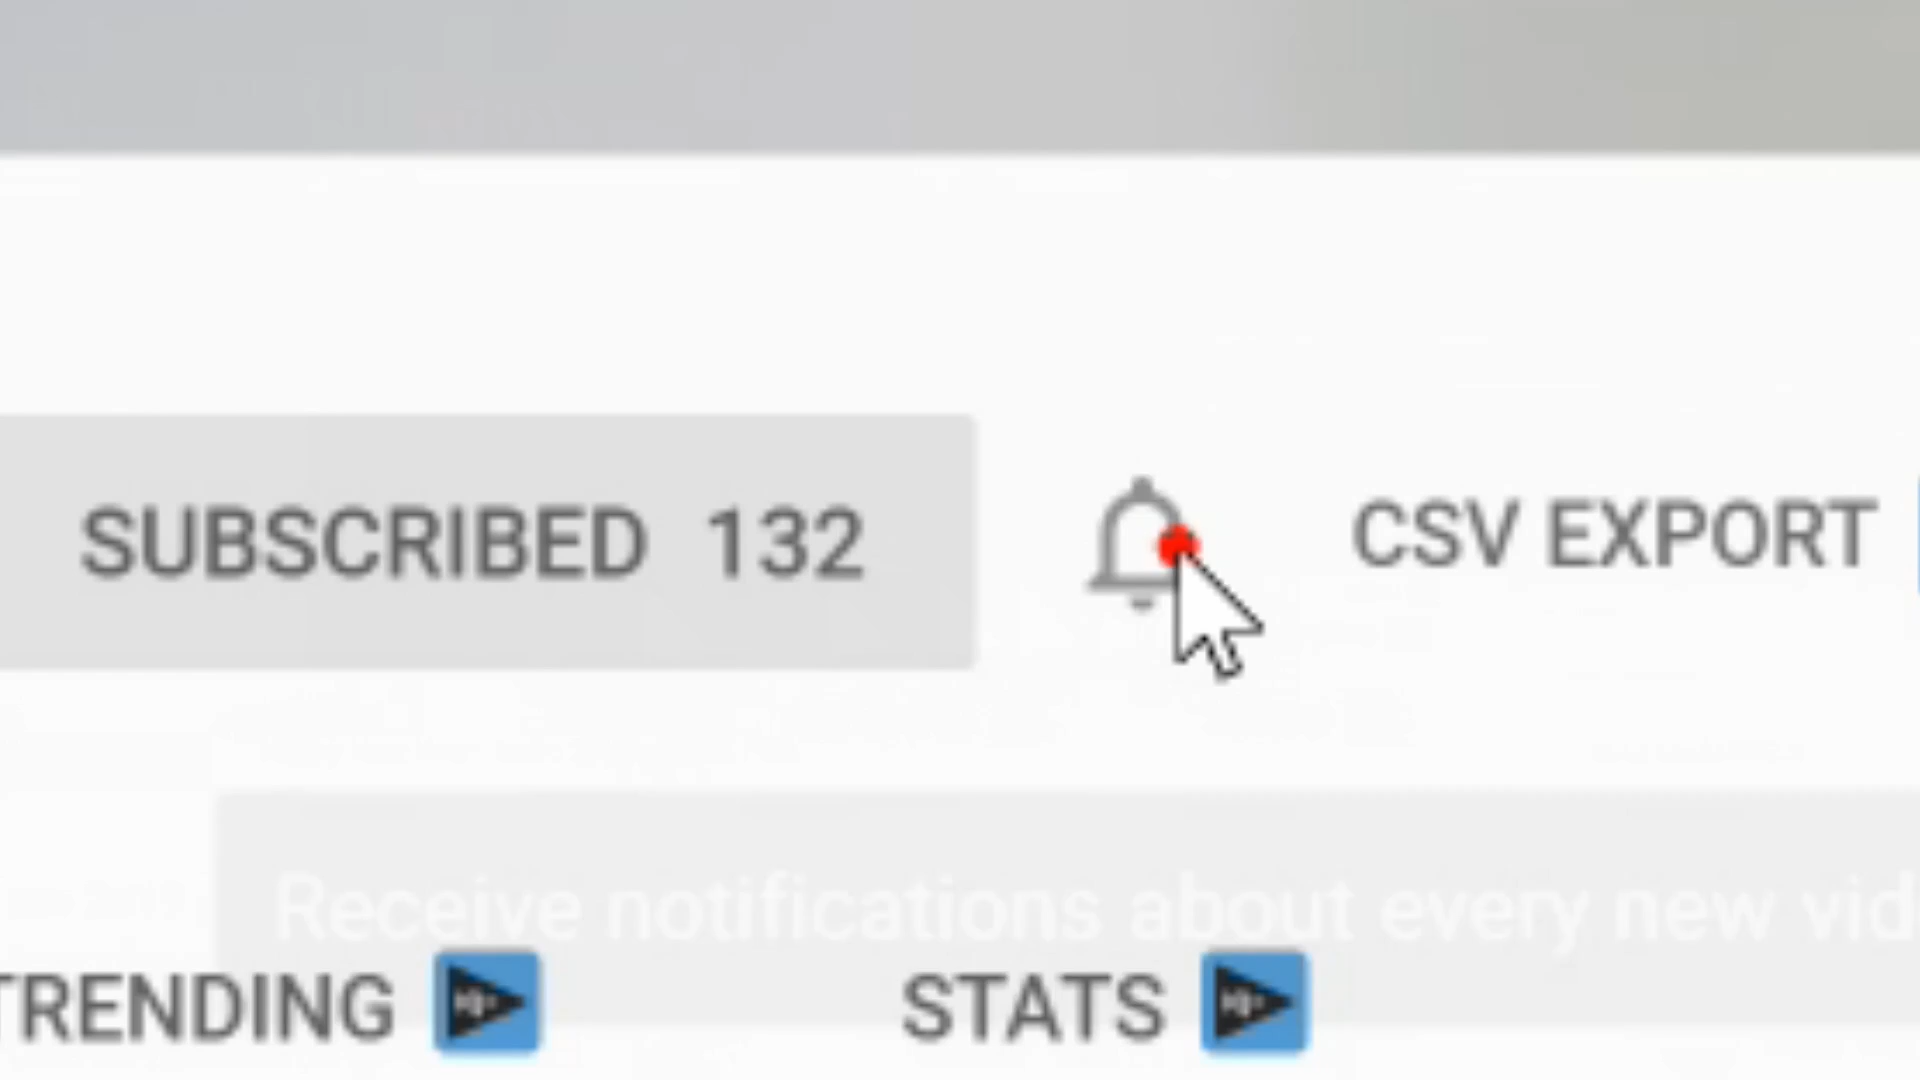 SUBSCRIBED 132
CSV EXPORT
Receive notifications about every new vid
TRENDING
STATS